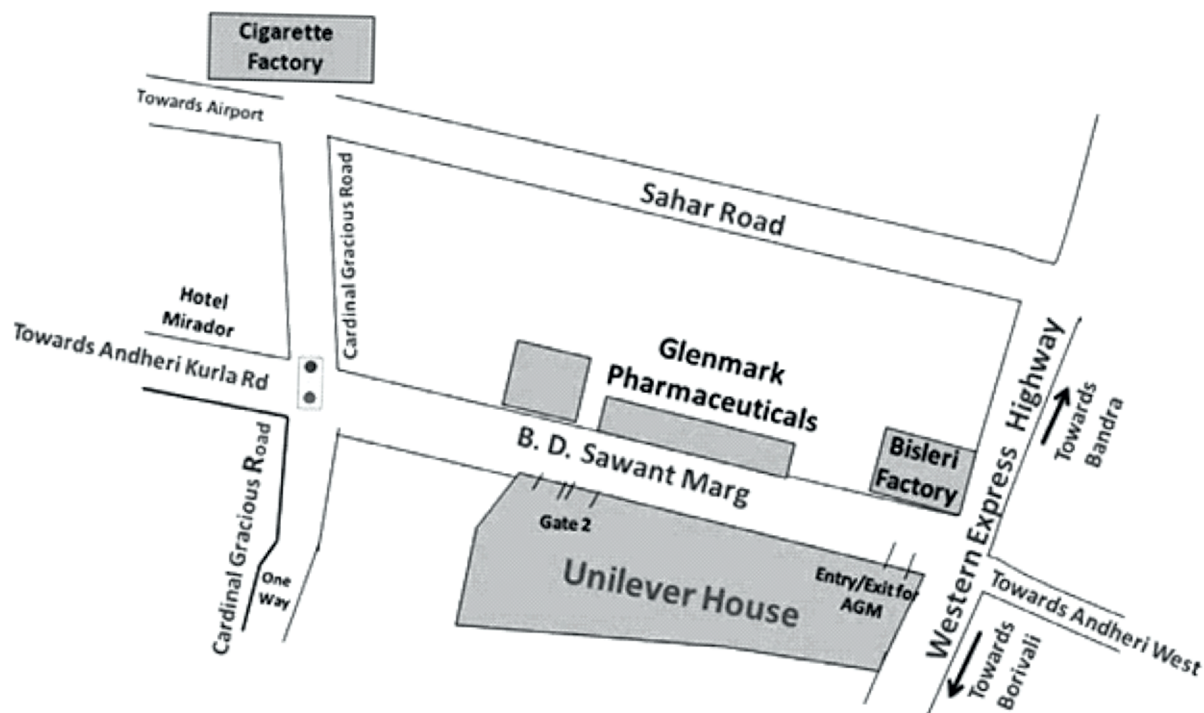 Cigarette
Factory
Towards Airport
Cardinal Gracious Road
Sahar Road
Hotel
Mirador
Towards Andheri Kurla Rd
Glenmark
Pharmaceuticals
B. D. Sawant Marg
Bisleri
Factory
Western Express Highway
Towards
Bandra
Cardinal Gracious Road
One
Way
Gate 2
Unilever House
Entry/Exit for
AGM
Towards Andheri West
Towards
Borivali